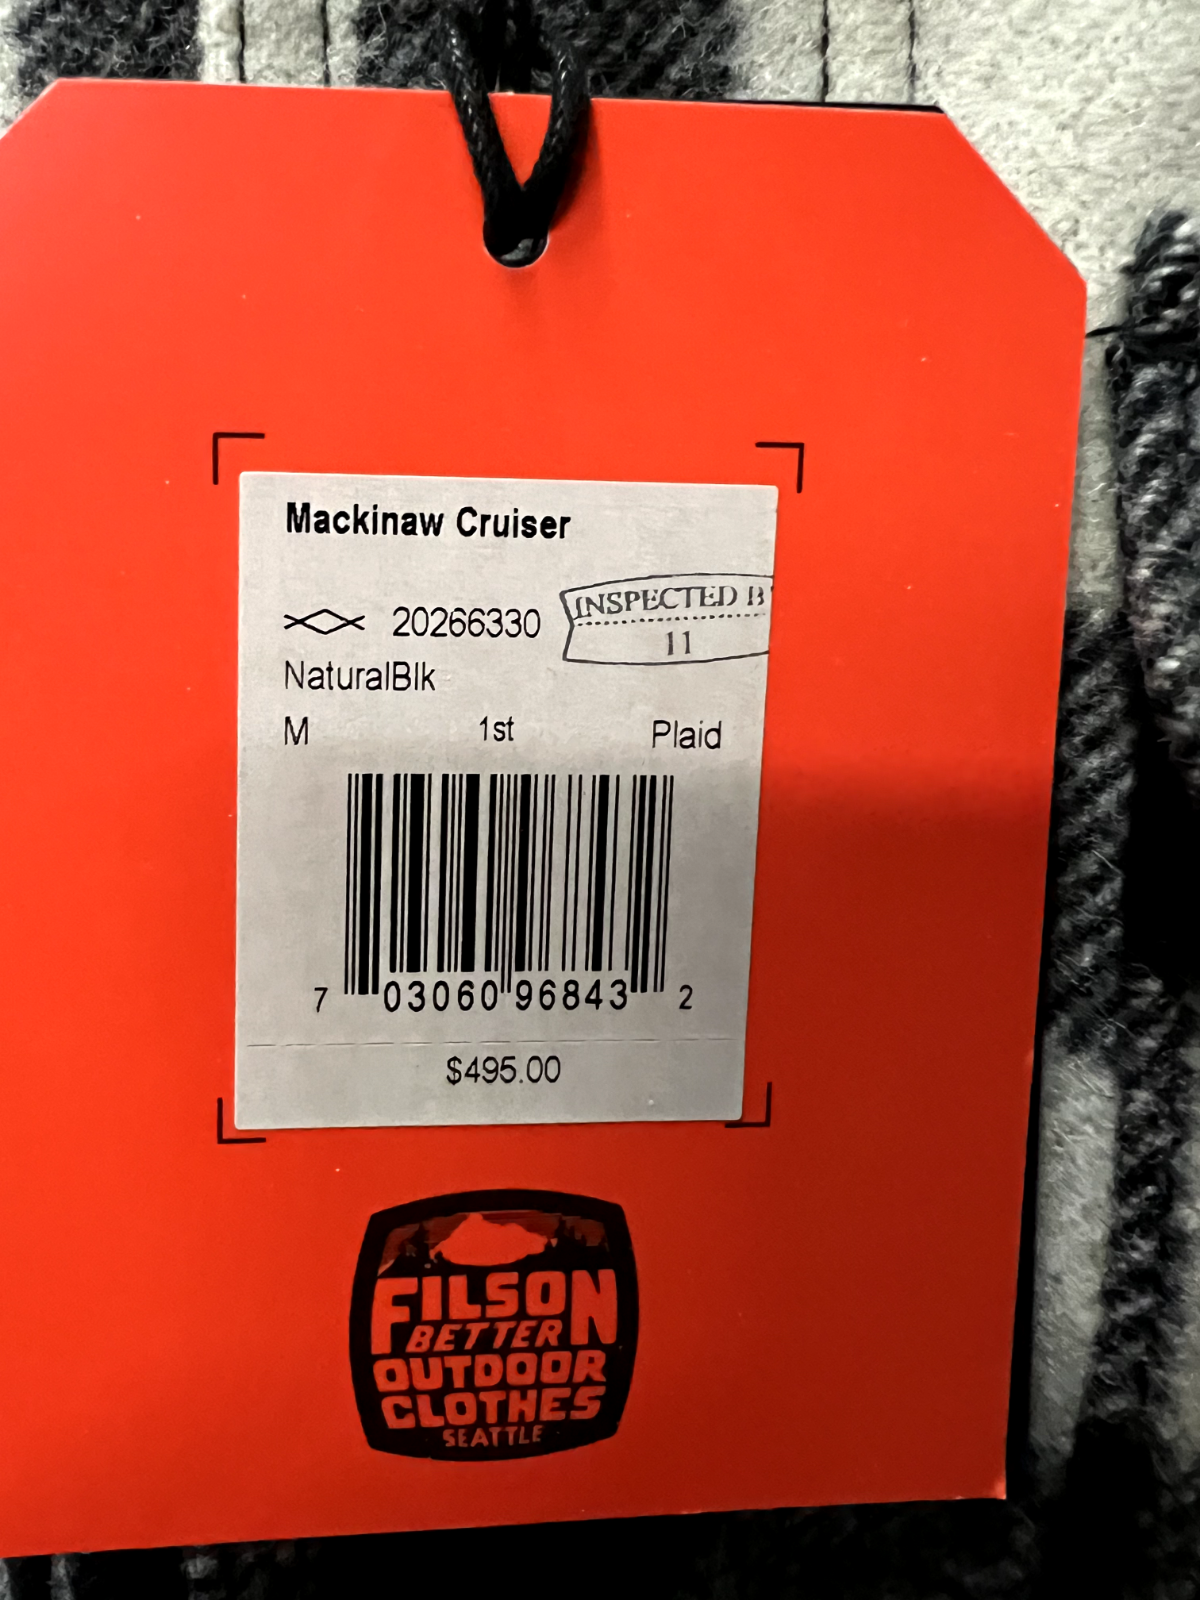 Mackinaw Cruiser
20266330
INSPECTED B
11
NaturalBlk
M 1st Plaid
7 03060 96843 2
$495.00
FILSON
BETTER
OUTDOOR
CLOTHES
SEATTLE